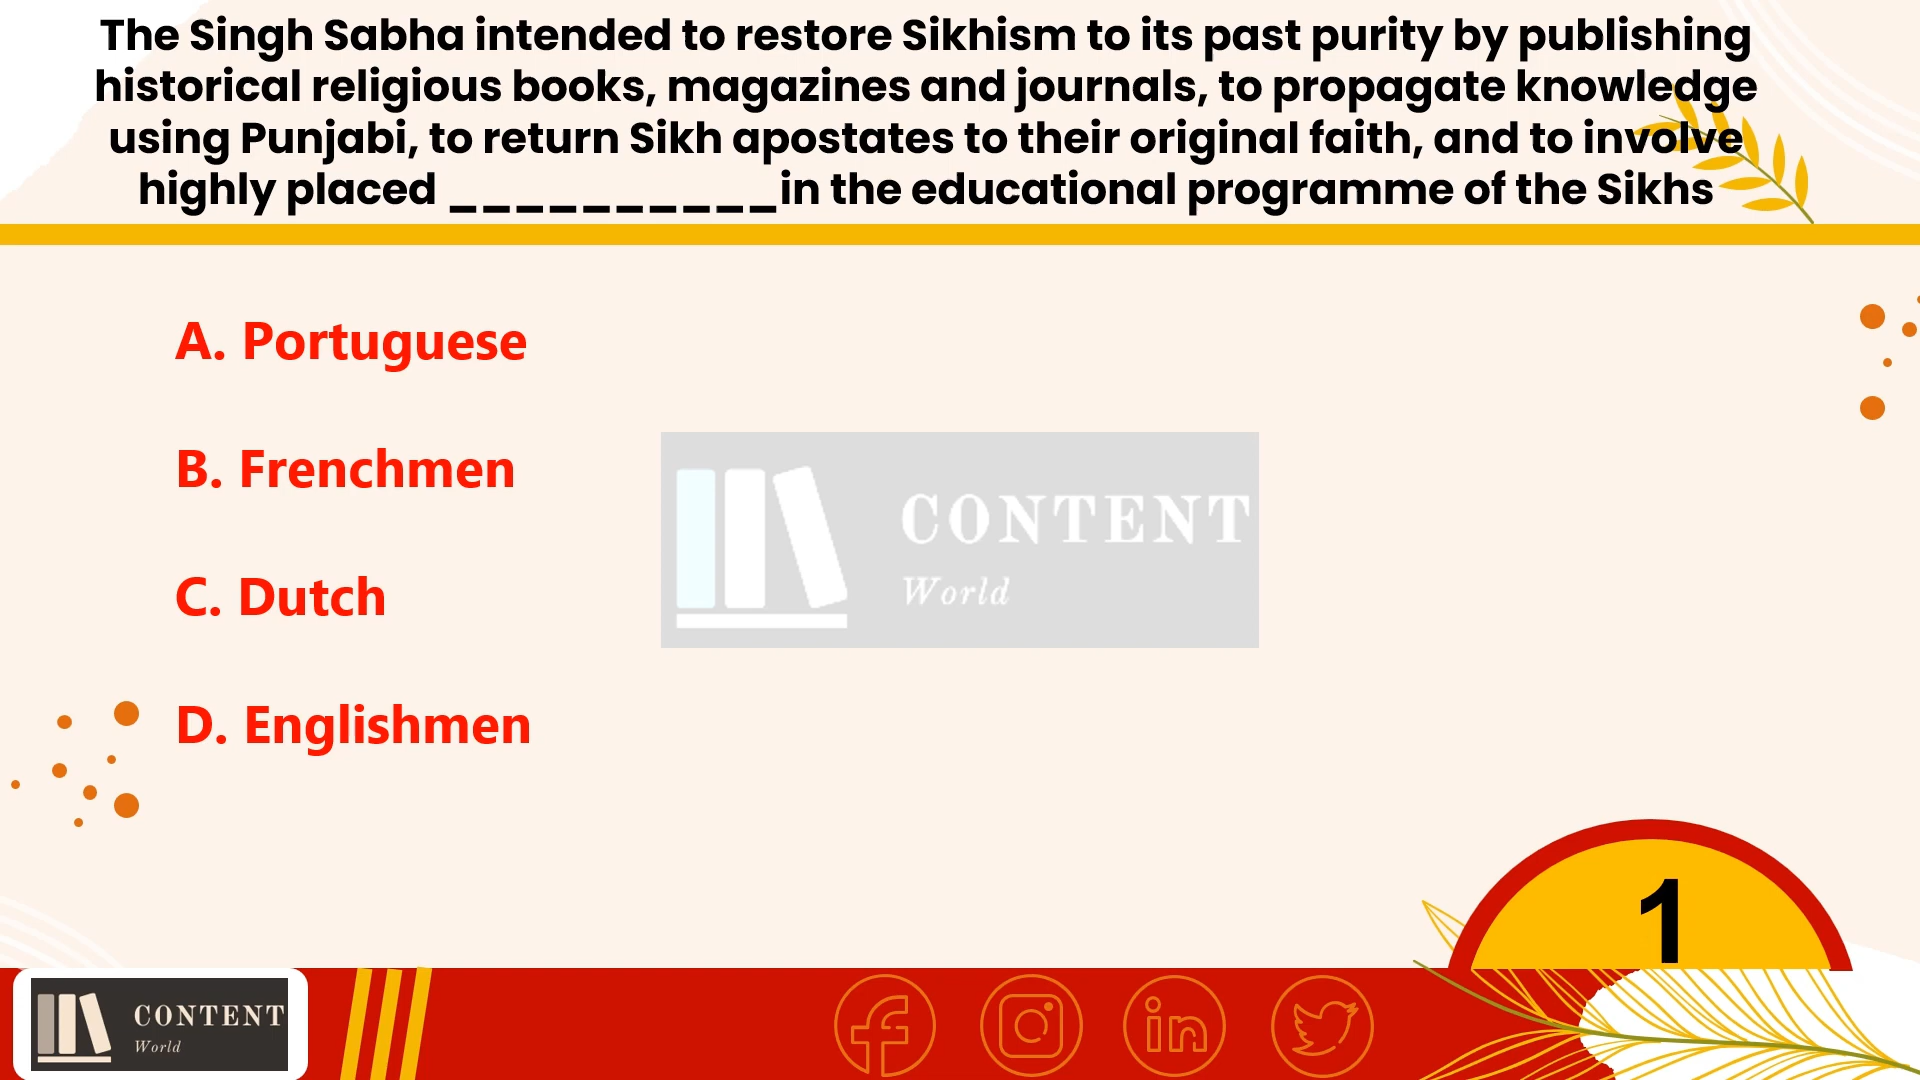 The Singh Sabha intended to restore Sikhism to its past purity by publishing
historical religious books, magazines and journals, to propagate knowledge
using Punjabi, to return Sikh apostates to their original faith, and to involve
highly placed __________in the educational programme of the Sikhs
A. Portuguese
B. Frenchmen
CONTENT
World
C. Dutch
D. Englishmen
1
CONTENT
World